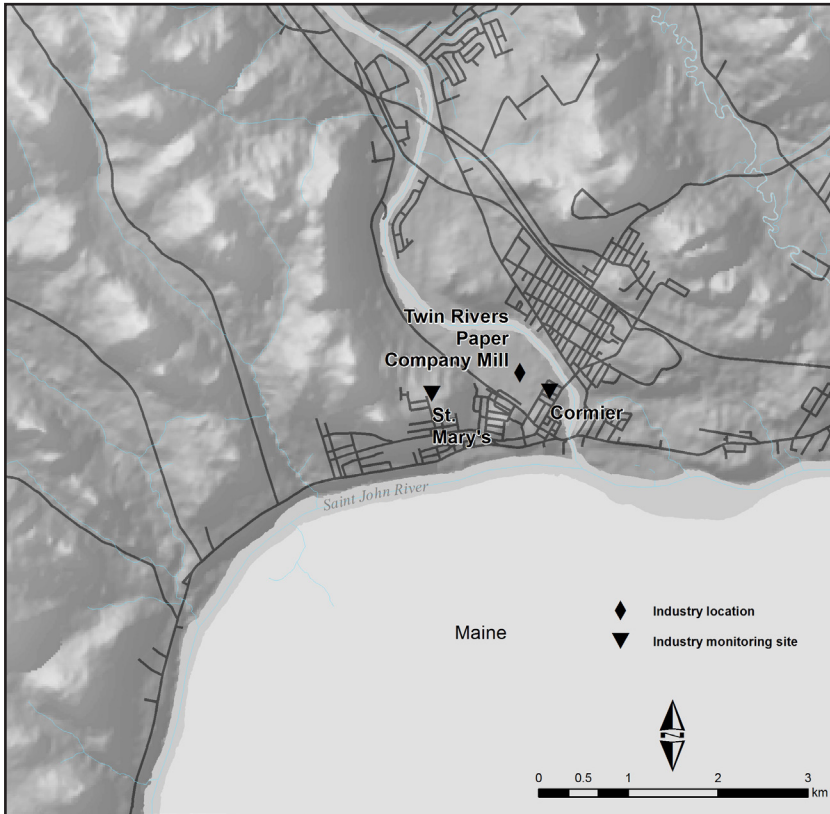 Twin Rivers
Paper
Company Mill
St.
Mary's
Cormier
Saint John River
Maine
Industry location
Industry monitoring site
N
0 0.5 1 2 3
km